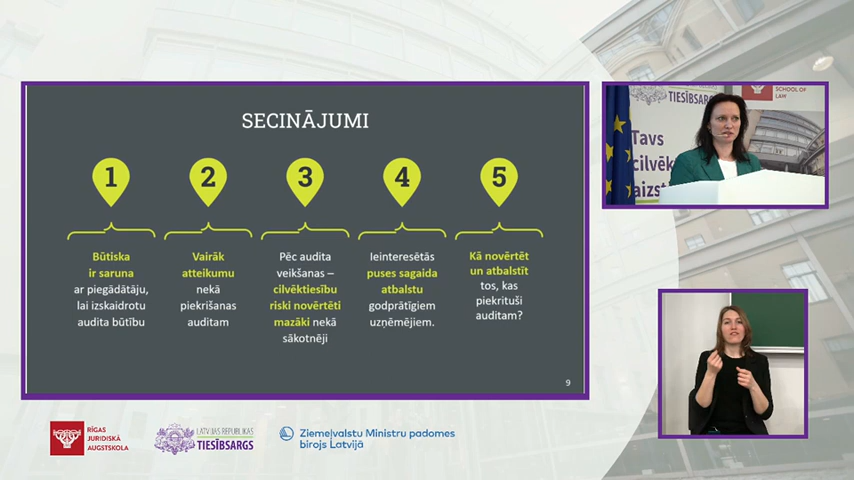 SECINĀJUMI
1
2
3
4
5
Būtiska
ir saruna
ar piegādātāju,
lai izskaidrotu
audita būtību
Vairāk
atteikumu
nekā
piekrišanas
auditam
Pēc audita
veikšanas –
cilvēktiesību
riski novērtēti
mazāki nekā
sākotnēji
Ieinteresētās
puses sagaida
atbalstu
godprātīgiem
uzņēmējiem.
Kā novērtēt
un atbalstīt
tos, kas
piekrituši
auditam?
9
TIESĪBSARGS
SCHOOL OF
LAW
Tavs
cilvēk
aizst
RĪGAS
JURIDISKĀ
AUGSTSKOLA
LATVIJAS REPUBLIKAS
TIESĪBSARGS
Ziemeļvalstu Ministru padomes
birojs Latvijā